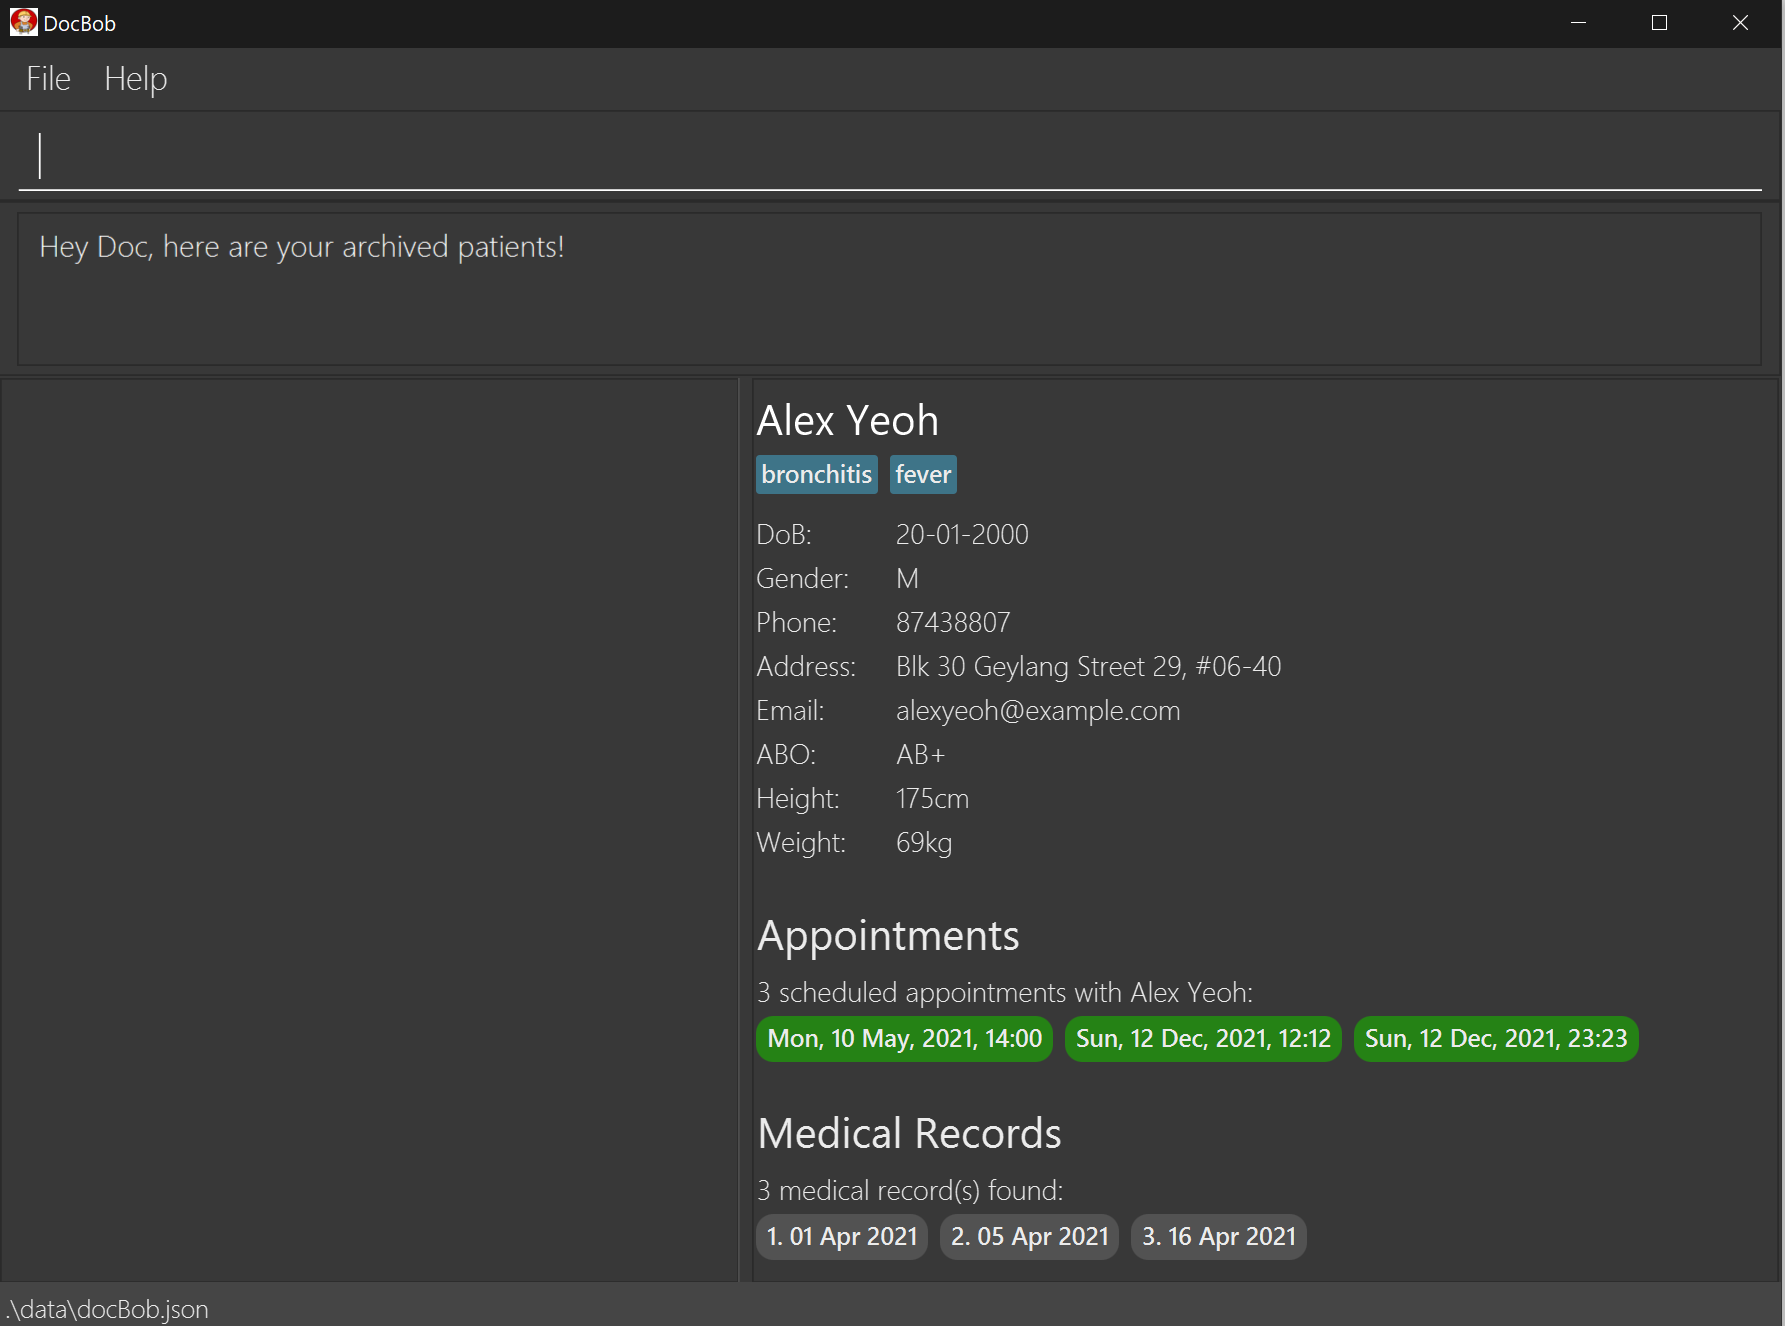 DocBob
File Help
Hey Doc, here are your archived patients!
Alex Yeoh
bronchitis fever
DoB: 20-01-2000
Gender: M
Phone: 87438807
Address: Blk 30 Geylang Street 29, #06-40
Email: alexyeoh@example.com
ABO: AB+
Height: 175cm
Weight: 69kg
Appointments
3 scheduled appointments with Alex Yeoh:
Mon, 10 May, 2021, 14:00 Sun, 12 Dec, 2021, 12:12 Sun, 12 Dec, 2021, 23:23
Medical Records
3 medical record(s) found:
1. 01 Apr 2021 2. 05 Apr 2021 3. 16 Apr 2021
.\data\docBob.json